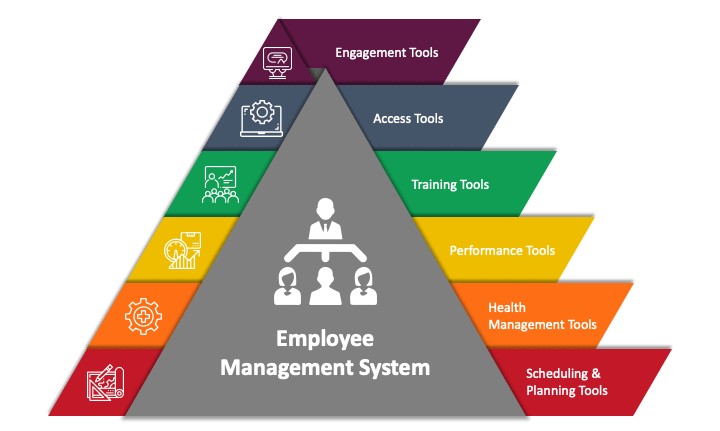 Engagement Tools
Access Tools
Training Tools
Performance Tools
Health
Management Tools
Scheduling &
Planning Tools
Employee
Management System